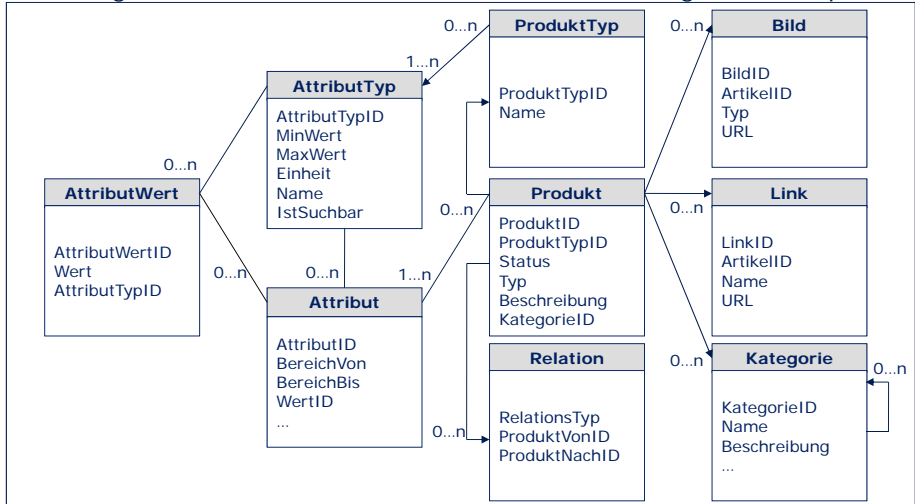 0...n
ProduktTyp
ProduktTypID
Name
0...n
Bild
BildID
ArtikelID
Typ
URL
1...n
AttributTyp
AttributTypID
MinWert
MaxWert
Einheit
Name
IstSuchbar
0...n
AttributWert
AttributWertID
Wert
AttributTypID
0...n
0...n
1...n
Attribut
AttributID
BereichVon
BereichBis
WertID
...
0...n
Produkt
ProduktID
ProduktTypID
Status
Typ
Beschreibung
KategorieID
0...n
Link
LinkID
ArtikelID
Name
URL
0...n
Relation
RelationsTyp
ProduktVonID
ProduktNachID
0...n
Kategorie
KategorieID
Name
Beschreibung
...
0...n